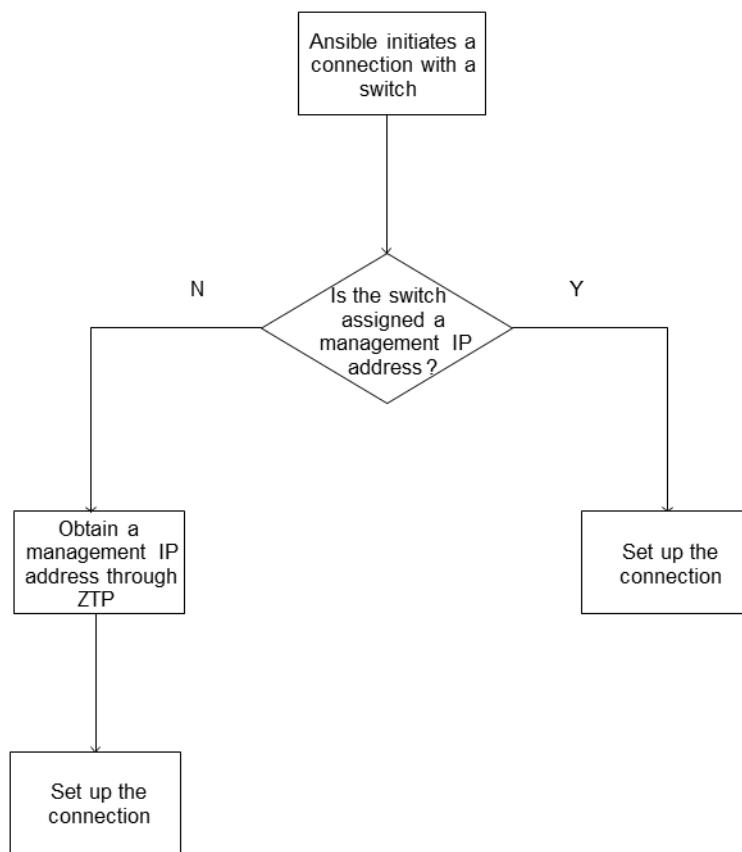 Ansible initiates a
connection with a
switch
N
Y
Is the switch
assigned a
management IP
address?
Obtain a
management IP
address through
ZTP
Set up the
connection
Set up the
connection